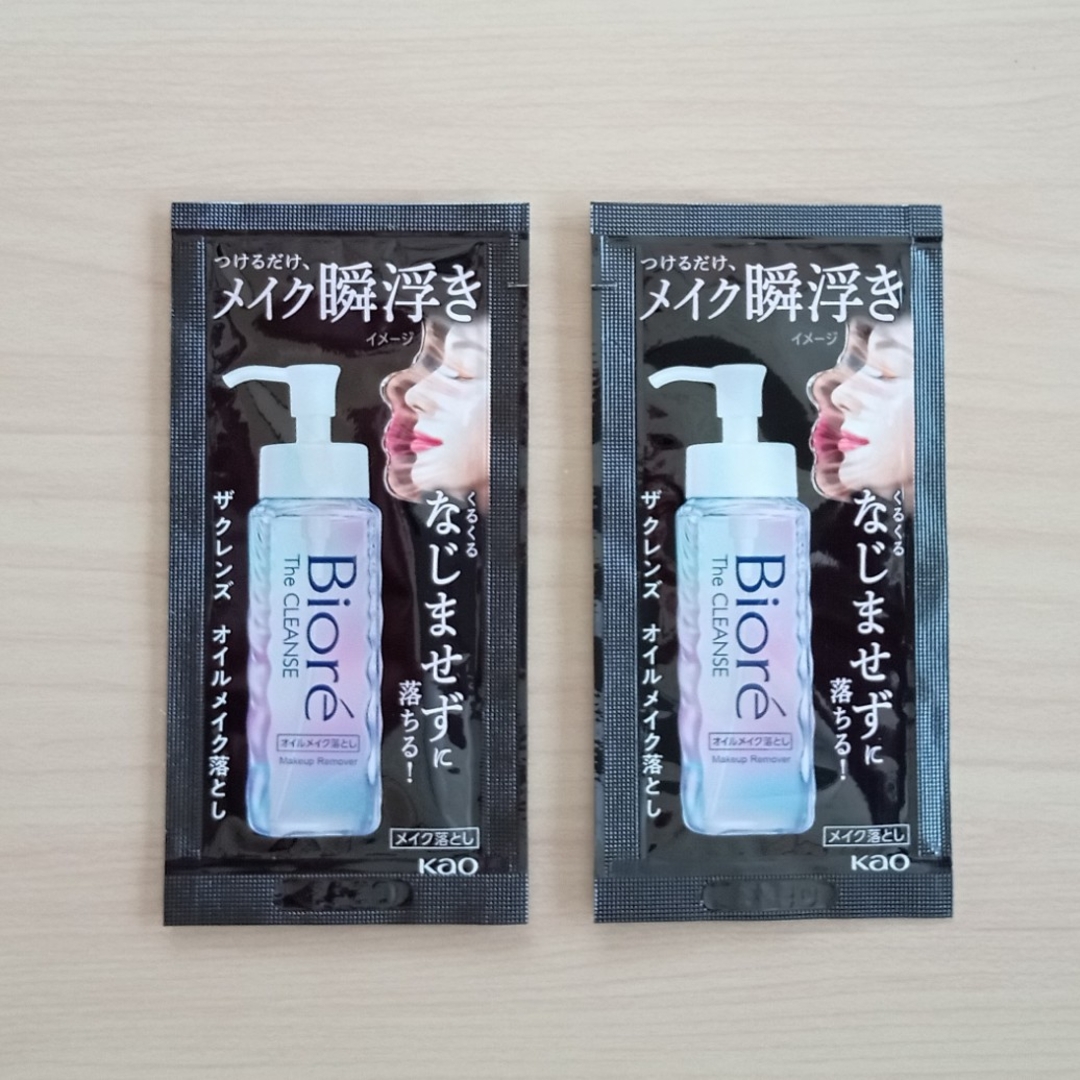 つけるだけ、
メイク瞬浮き
イメージ
くるくる
なじませずに
落ちる!
ザ クレンズ オイルメイク落とし
Bioré
The CLEANSE
オイルメイク落とし
Makeup Remover
メイク落とし
Kao
つけるだけ、
メイク瞬浮き
イメージ
くるくる
なじませずに
落ちる!
ザ クレンズ オイルメイク落とし
Bioré
The CLEANSE
オイルメイク落とし
Makeup Remover
メイク落とし
Kao